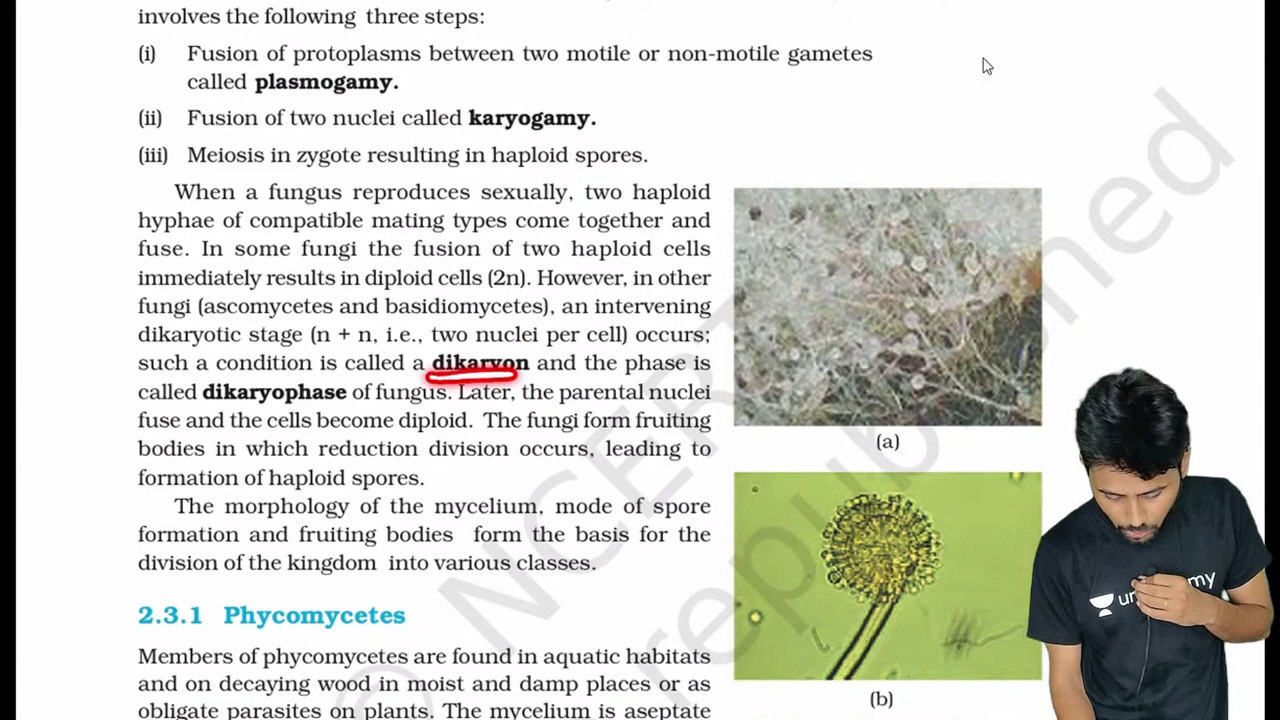 involves the following three steps:
(i) Fusion of protoplasms between two motile or non-motile gametes
called plasmogamy.
(ii) Fusion of two nuclei called karyogamy.
(iii) Meiosis in zygote resulting in haploid spores.
When a fungus reproduces sexually, two haploid
hyphae of compatible mating types come together and
fuse. In some fungi the fusion of two haploid cells
immediately results in diploid cells (2n). However, in other
fungi (ascomycetes and basidiomycetes), an intervening
dikaryotic stage (n + n, i.e., two nuclei per cell) occurs;
such a condition is called a dikaryon and the phase is
called dikaryophase of fungus. Later, the parental nuclei
fuse and the cells become diploid. The fungi form fruiting
bodies in which reduction division occurs, leading to
formation of haploid spores.
The morphology of the mycelium, mode of spore
formation and fruiting bodies form the basis for the
division of the kingdom into various classes.
2.3.1 Phycomycetes
Members of phycomycetes are found in aquatic habitats
and on decaying wood in moist and damp places or as
obligate parasites on plants. The mycelium is aseptate
(a)
(b)
© NCERT
republished